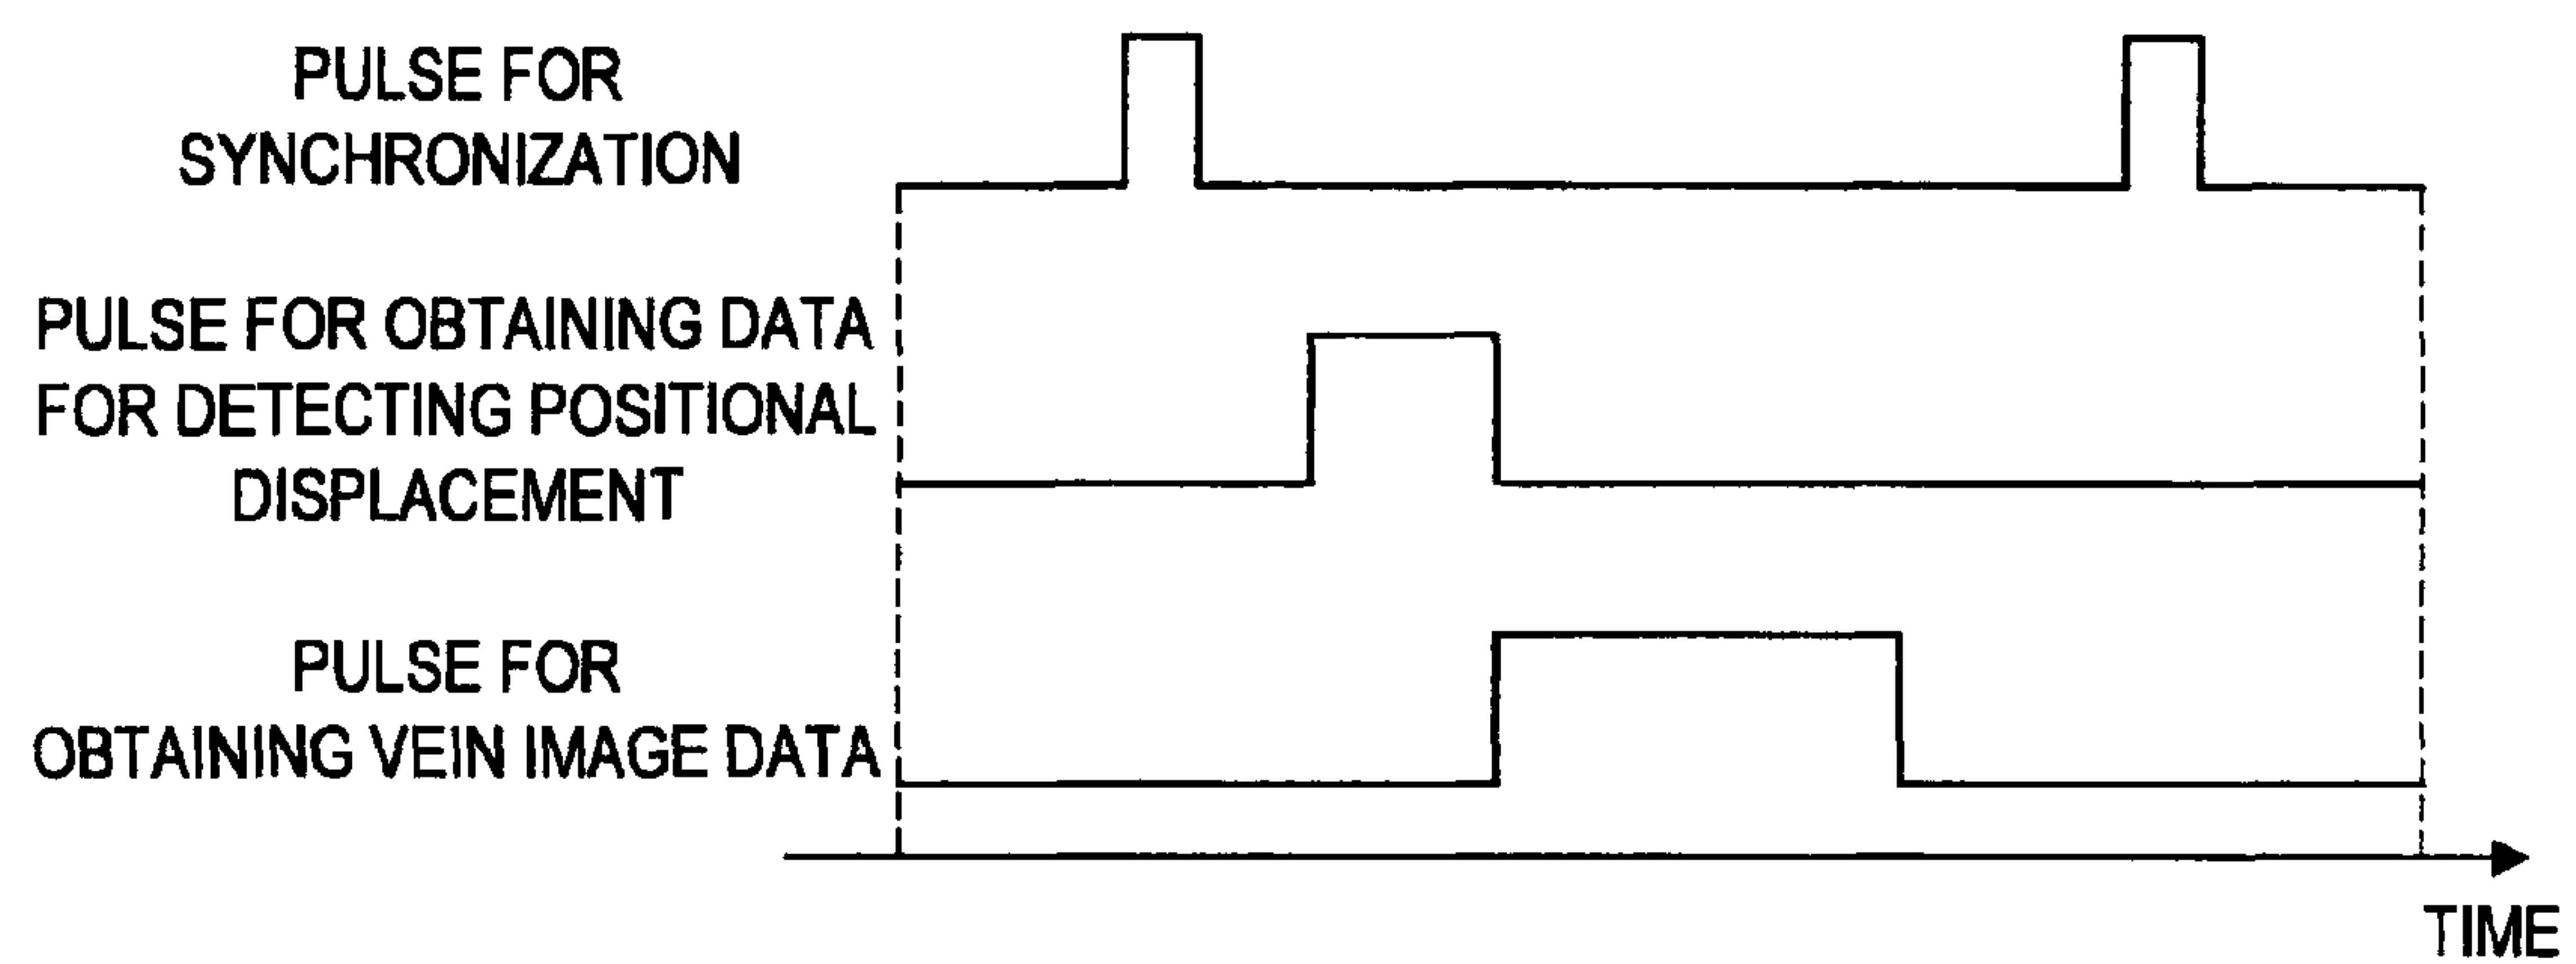 PULSE FOR
SYNCHRONIZATION
PULSE FOR OBTAINING DATA
FOR DETECTING POSITIONAL
DISPLACEMENT
PULSE FOR
OBTAINING VEIN IMAGE DATA
TIME